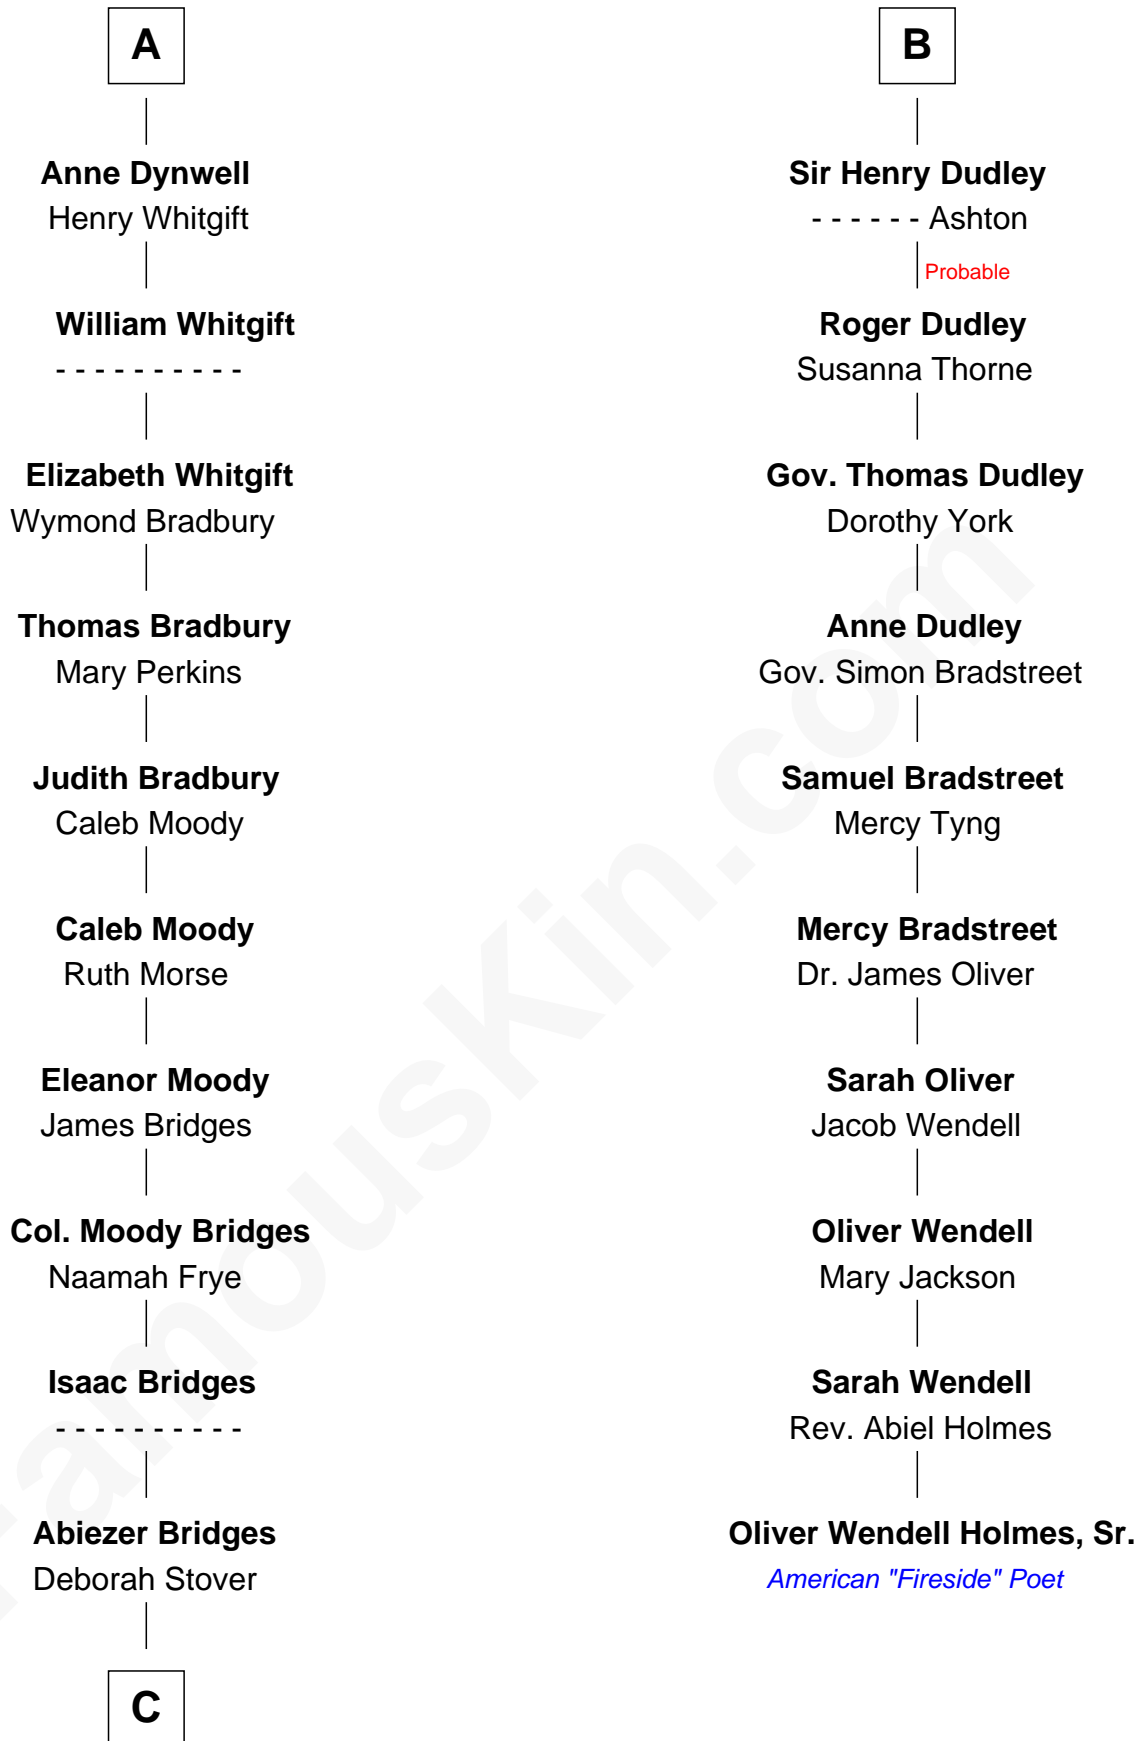 A
Anne Dynwell
Henry Whitgift
William Whitgift
- - - - - - - - - -
Elizabeth Whitgift
Wymond Bradbury
Thomas Bradbury
Mary Perkins
Judith Bradbury
Caleb Moody
Caleb Moody
Ruth Morse
Eleanor Moody
James Bridges
Col. Moody Bridges
Naamah Frye
Isaac Bridges
- - - - - - - - - -
Abiezer Bridges
Deborah Stover
C
B
Sir Henry Dudley
- - - - - - Ashton
Probable
Roger Dudley
Susanna Thorne
Gov. Thomas Dudley
Dorothy York
Anne Dudley
Gov. Simon Bradstreet
Samuel Bradstreet
Mercy Tyng
Mercy Bradstreet
Dr. James Oliver
Sarah Oliver
Jacob Wendell
Oliver Wendell
Mary Jackson
Sarah Wendell
Rev. Abiel Holmes
Oliver Wendell Holmes, Sr.
American "Fireside" Poet
FamousKin.com